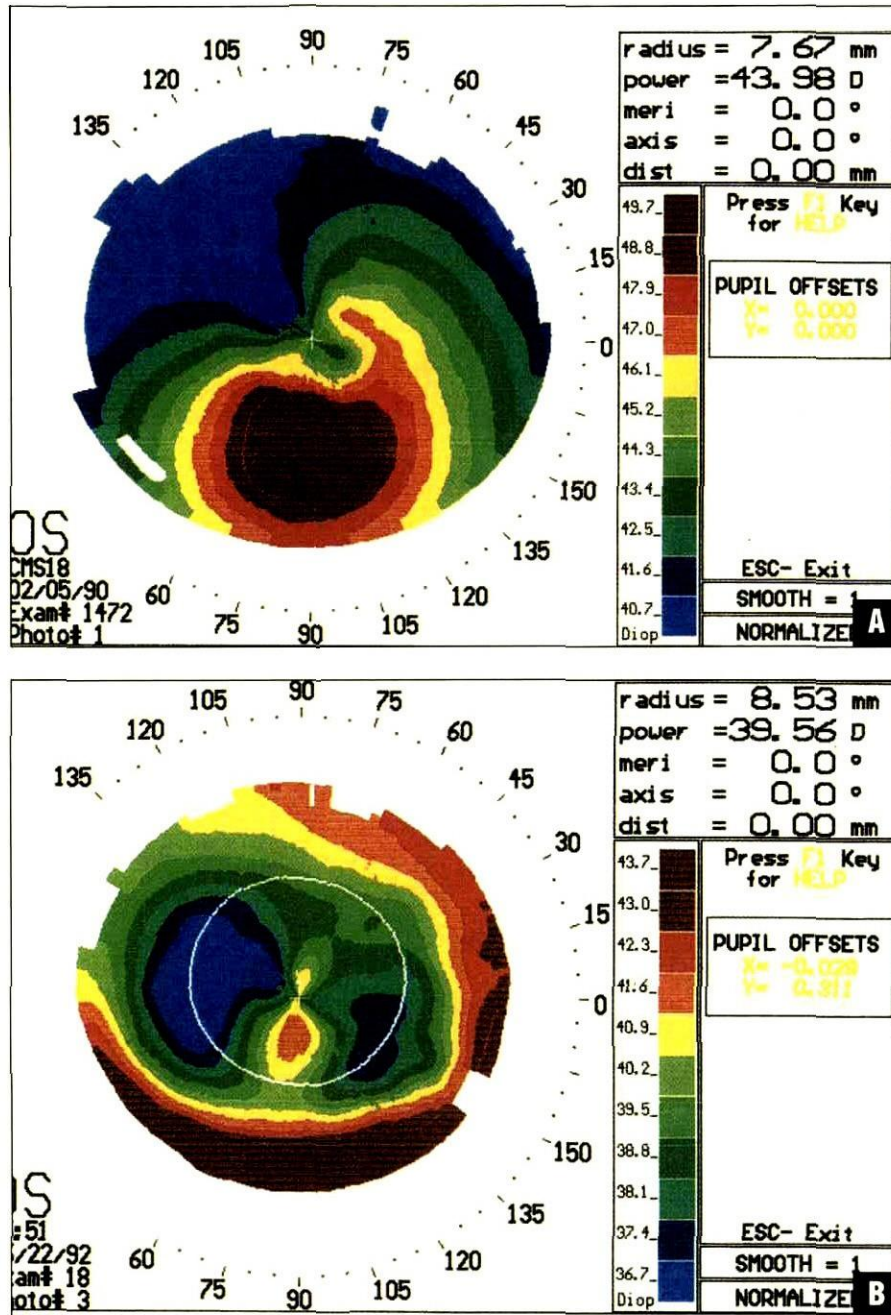 90
105
75
120
60
135
45
30
15
0
150
135
120
105
90
75
60
OS
CMS18
02/05/90
Exam# 1472
Photo# 1
radius = 7.67 mm
power =43.98 D
meri = 0.0 °
axis = 0.0 °
dist = 0.00 mm
49.7
48.8
47.9
47.0
46.1
45.2
44.3
43.4
42.5
41.6
40.7
Diop
Press F1 Key
for HELP
PUPIL OFFSETS
X= 0.000
Y= 0.000
ESC- Exit
SMOOTH = 1
NORMALIZE
A
90
105
75
120
60
135
45
30
15
0
150
135
120
105
90
75
60
S
:51
/22/92
am# 18
oto# 3
radius = 8.53 mm
power =39.56 D
meri = 0.0 °
axis = 0.0 °
dist = 0.00 mm
43.7
43.0
42.3
41.6
40.9
40.2
39.5
38.8
38.1
37.4
36.7
Diop
Press F1 Key
for HELP
PUPIL OFFSETS
X= -0.029
Y= 0.311
ESC- Exit
SMOOTH = 1
NORMALIZE
B